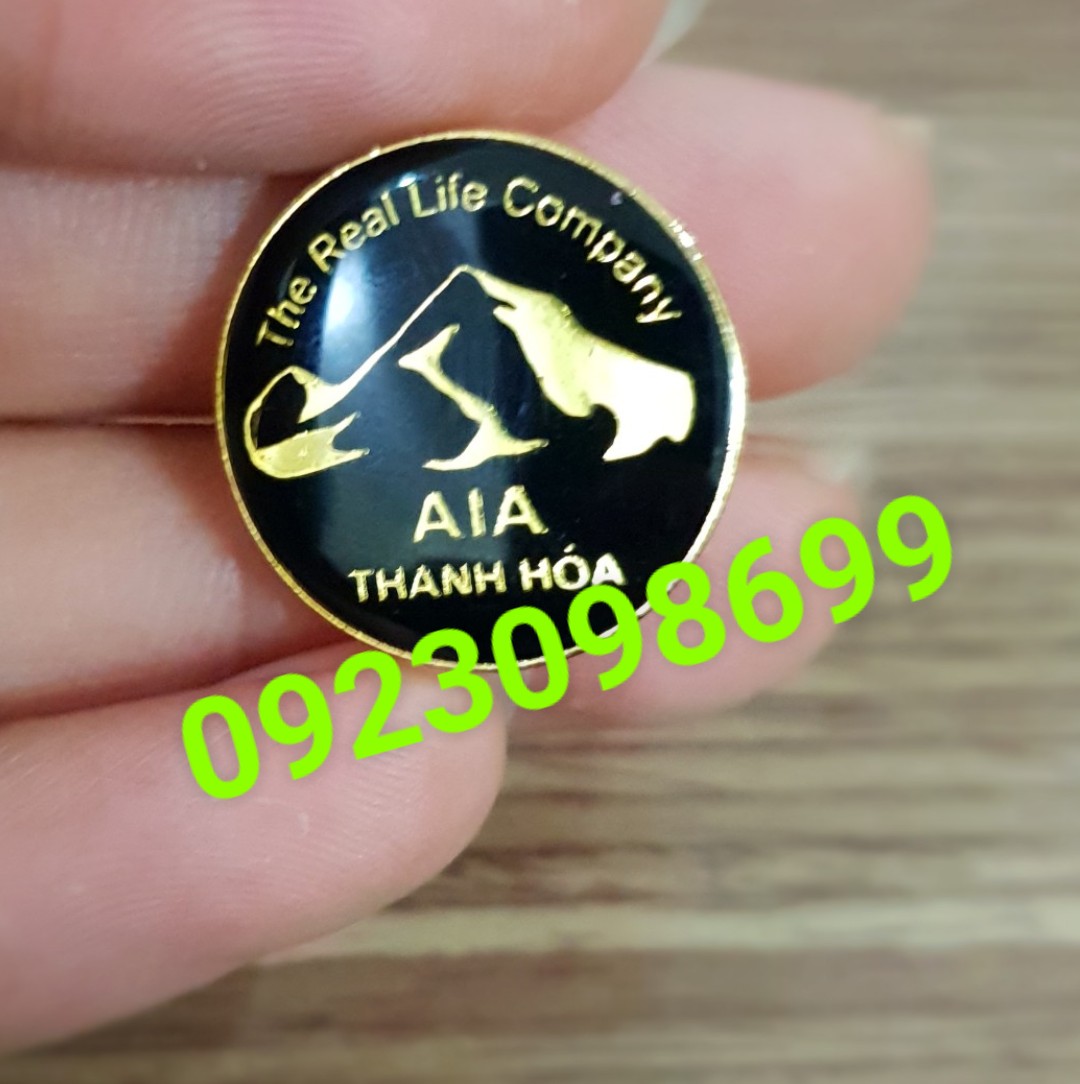 The Real Life Company
AIA
THANH HÓA
0923098699